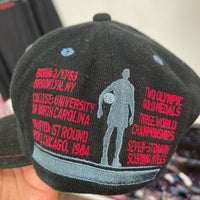 BORN: 2/17/63
BROOKLYN, NY
COLLEGE: UNIVERSITY
OF NORTH CAROLINA
DRAFTED: 1ST ROUND
BY CHICAGO, 1984
TWO OLYMPIC
GOLD MEDALS
THREE WORLD
CHAMPIONSHIPS
SEVEN-STRAIGHT
SCORING TITLES